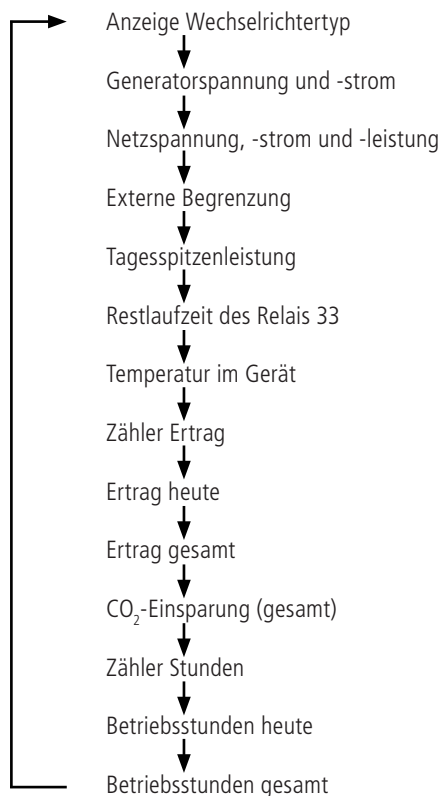 Anzeige Wechselrichtertyp
Generatorspannung und -strom
Netzspannung, -strom und -leistung
Externe Begrenzung
Tagesspitzenleistung
Restlaufzeit des Relais 33
Temperatur im Gerät
Zähler Ertrag
Ertrag heute
Ertrag gesamt
CO₂-Einsparung (gesamt)
Zähler Stunden
Betriebsstunden heute
Betriebsstunden gesamt